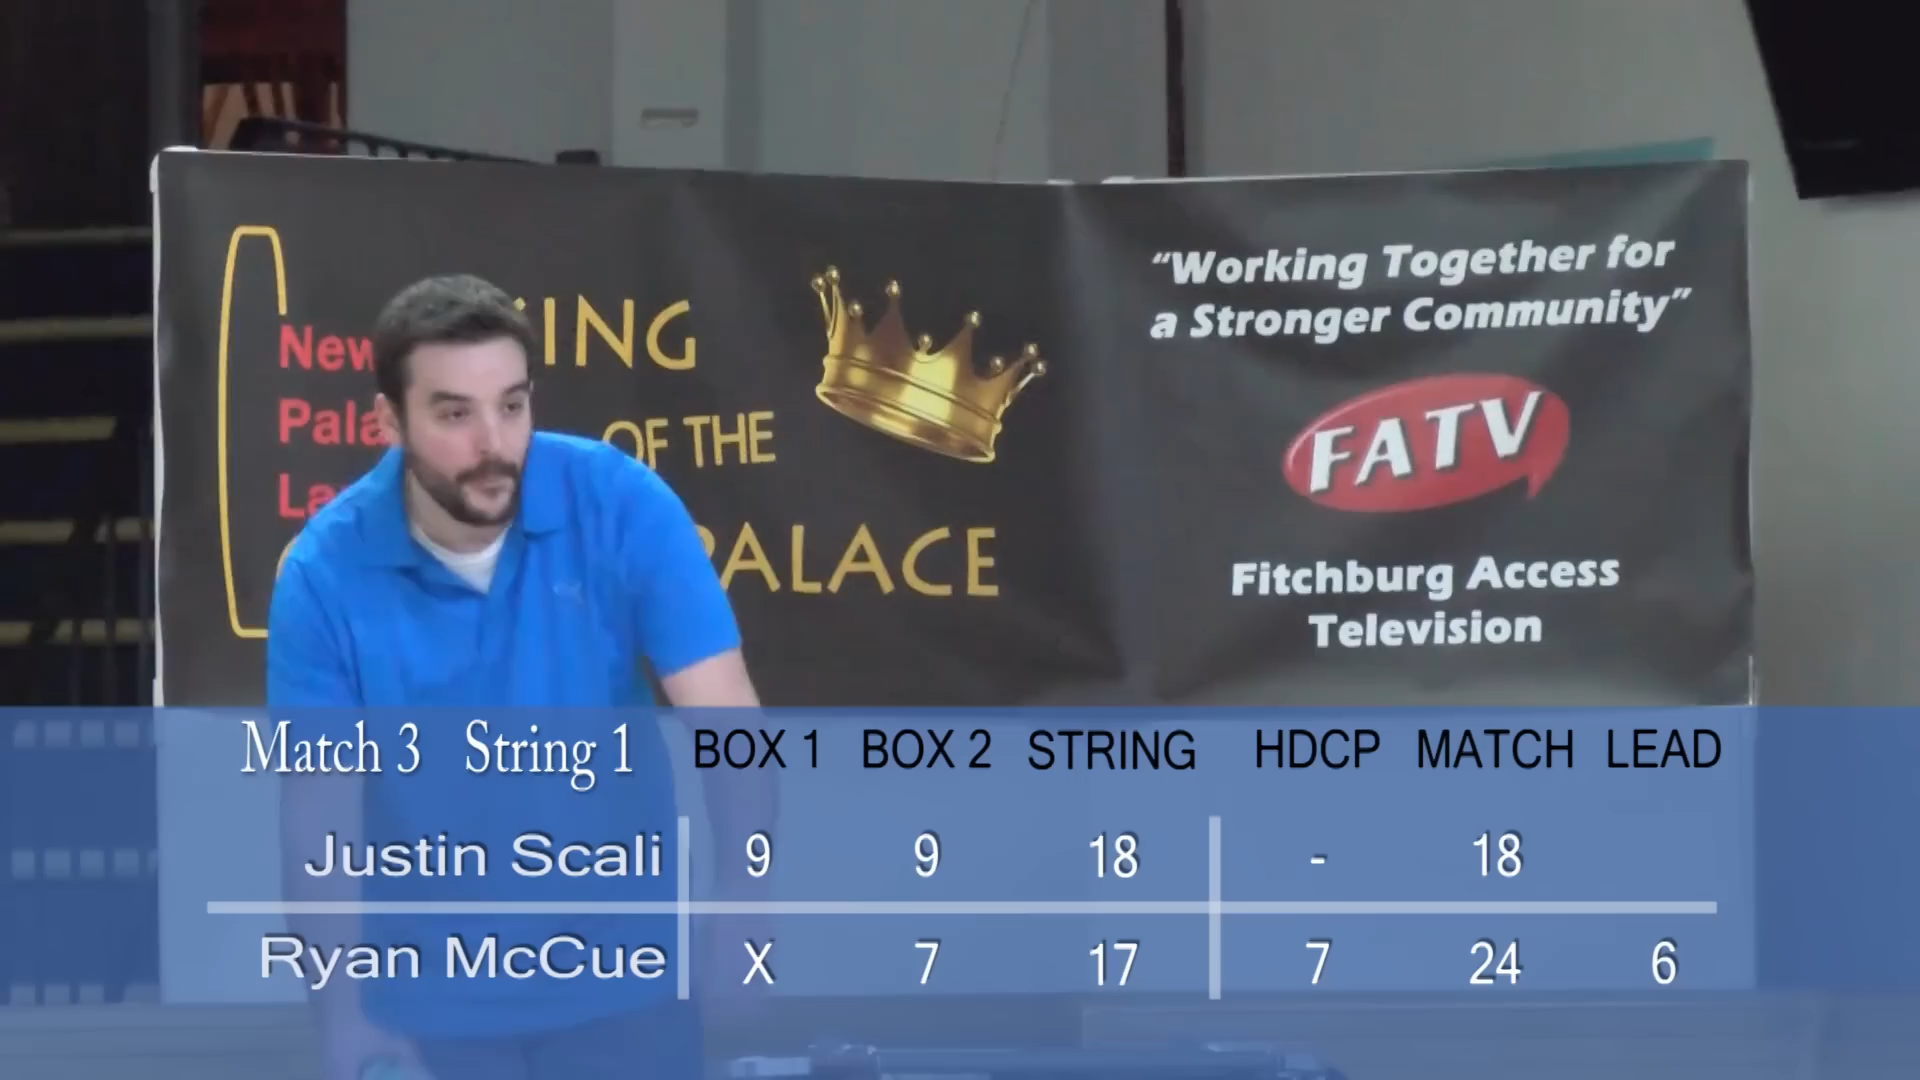 New
Pala
La
KING
OF THE
PALACE
“Working Together for
a Stronger Community”
FATV
Fitchburg Access
Television
Match 3 String 1 BOX 1 BOX 2 STRING HDCP MATCH LEAD
Justin Scali 9 9 18 - 18
Ryan McCue X 7 17 7 24 6